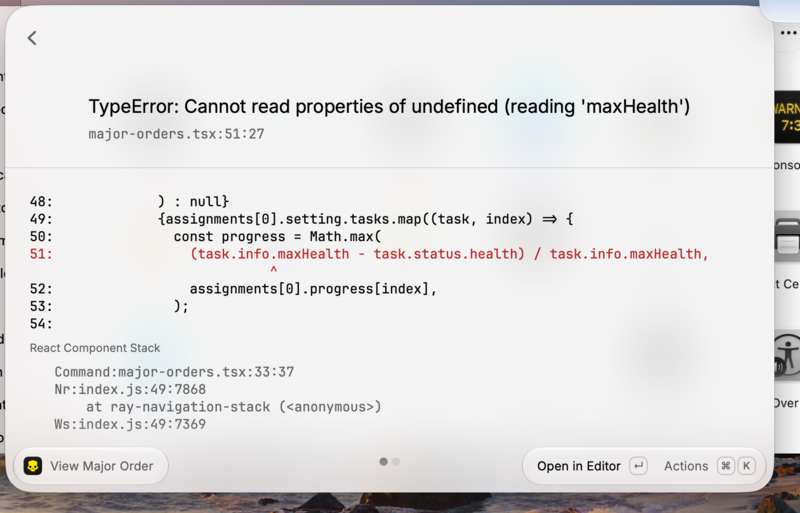 TypeError: Cannot read properties of undefined (reading 'maxHealth')
major-orders.tsx:51:27
48: ) : null}
49: {assignments[0].setting.tasks.map((task, index) => {
50: const progress = Math.max(
51: (task.info.maxHealth - task.status.health) / task.info.maxHealth,
^
52: assignments[0].progress[index],
53: );
54:
React Component Stack
Command:major-orders.tsx:33:37
Nr:index.js:49:7868
at ray-navigation-stack (<anonymous>)
Ws:index.js:49:7369
View Major Order
Open in Editor ↵ Actions ⌘ K